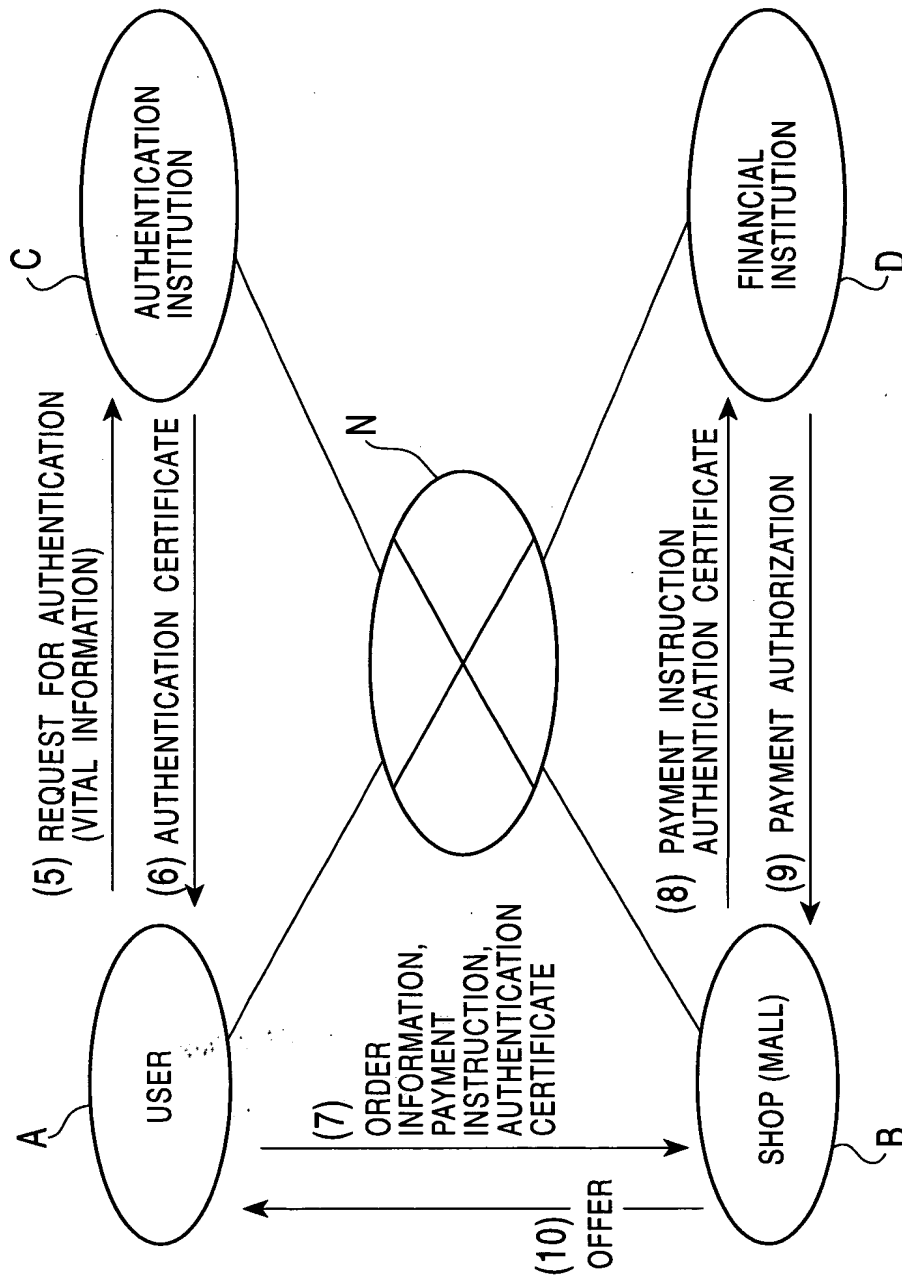 A
USER
(5) REQUEST FOR AUTHENTICATION
(VITAL INFORMATION)
(6) AUTHENTICATION CERTIFICATE
C
AUTHENTICATION
INSTITUTION
N
(7)
ORDER
INFORMATION,
PAYMENT
INSTRUCTION,
AUTHENTICATION
CERTIFICATE
(10)
OFFER
SHOP (MALL)
B
(8) PAYMENT INSTRUCTION
AUTHENTICATION CERTIFICATE
(9) PAYMENT AUTHORIZATION
FINANCIAL
INSTITUTION
D